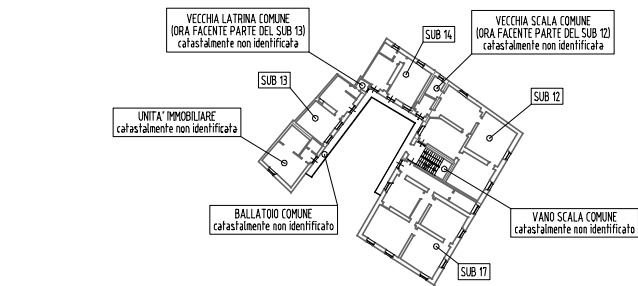 VECCHIA LATRINA COMUNE
(ORA FACENTE PARTE DEL SUB 13)
catastalmente non identificata
VECCHIA SCALA COMUNE
(ORA FACENTE PARTE DEL SUB 12)
catastalmente non identificata
SUB 14
SUB 13
SUB 12
UNITA' IMMOBILIARE
catastalmente non identificata
BALLATOIO COMUNE
catastalmente non identificato
VANO SCALA COMUNE
catastalmente non identificato
SUB 17